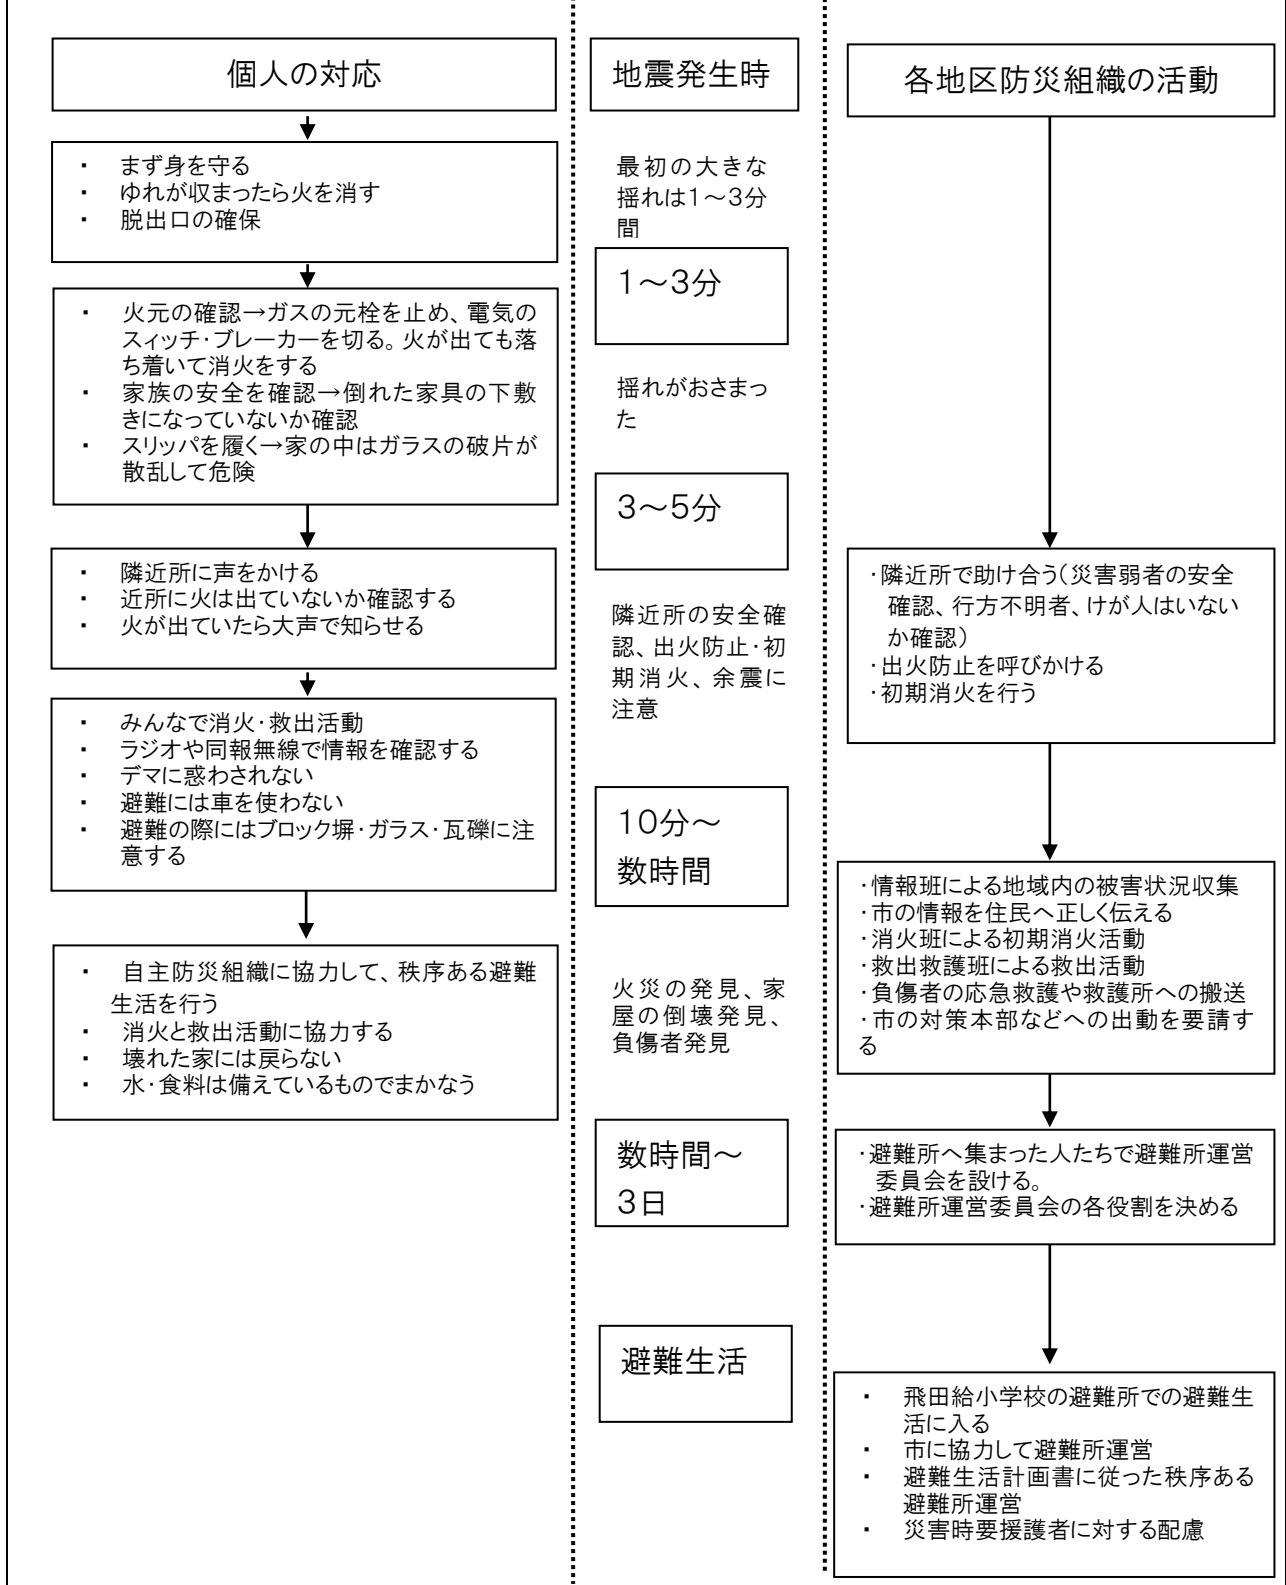 個人の対応
・ まず身を守る
・ ゆれが収まったら火を消す
・ 脱出口の確保
・ 火元の確認→ガスの元栓を止め、電気の
スィッチ・ブレーカーを切る。火が出ても落
ち着いて消火をする
・ 家族の安全を確認→倒れた家具の下敷
きになっていないか確認
・ スリッパを履く→家の中はガラスの破片が
散乱して危険
・ 隣近所に声をかける
・ 近所に火は出ていないか確認する
・ 火が出ていたら大声で知らせる
・ みんなで消火・救出活動
・ ラジオや同報無線で情報を確認する
・ デマに惑わされない
・ 避難には車を使わない
・ 避難の際にはブロック塀・ガラス・瓦礫に注
意する
・ 自主防災組織に協力して、秩序ある避難
生活を行う
・ 消火と救出活動に協力する
・ 壊れた家には戻らない
・ 水・食料は備えているものでまかなう
地震発生時
最初の大きな
揺れは1～3分
間
1～3分
揺れがおさまっ
た
3～5分
隣近所の安全確
認、出火防止・初
期消火、余震に
注意
10分～
数時間
火災の発見、家
屋の倒壊発見、
負傷者発見
数時間～
3日
避難生活
各地区防災組織の活動
・隣近所で助け合う（災害弱者の安全
確認、行方不明者、けが人はいない
か確認）
・出火防止を呼びかける
・初期消火を行う
・情報班による地域内の被害状況収集
・市の情報を住民へ正しく伝える
・消火班による初期消火活動
・救出救護班による救出活動
・負傷者の応急救護や救護所への搬送
・市の対策本部などへの出動を要請す
る
・避難所へ集まった人たちで避難所運営
委員会を設ける。
・避難所運営委員会の各役割を決める
・ 飛田給小学校の避難所での避難生
活に入る
・ 市に協力して避難所運営
・ 避難生活計画書に従った秩序ある
避難所運営
・ 災害時要援護者に対する配慮